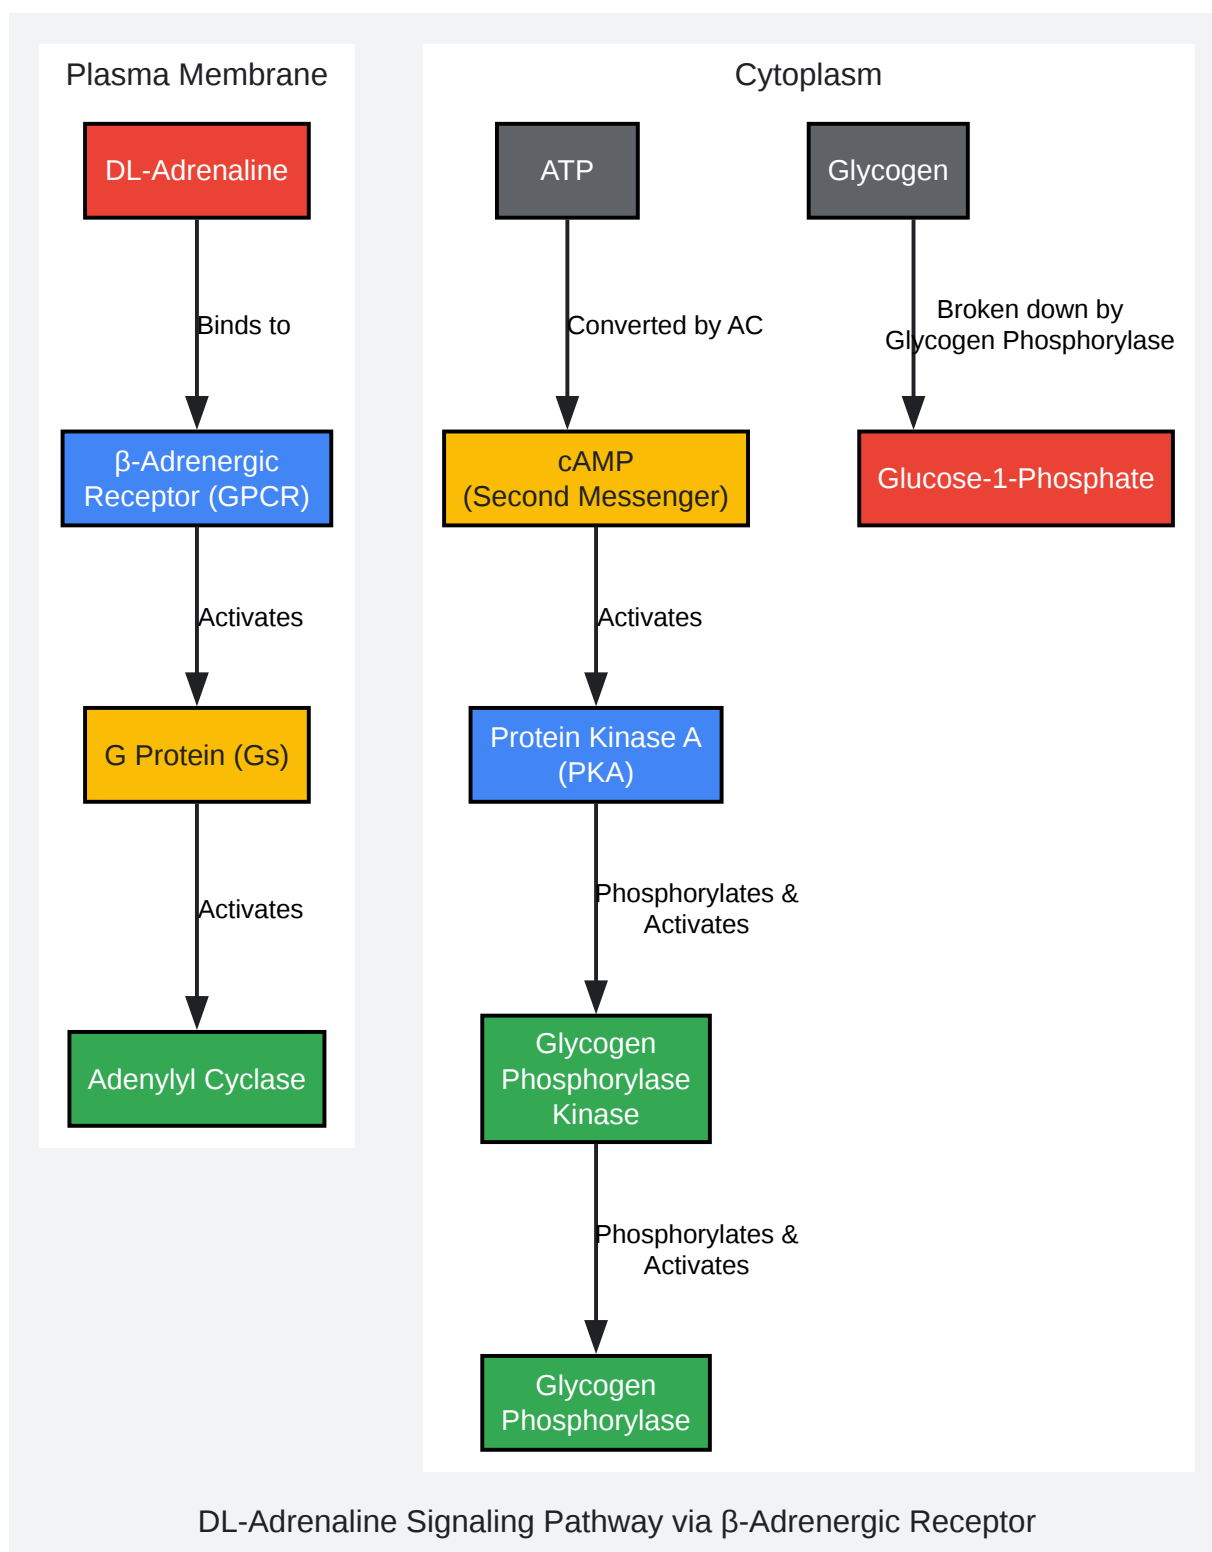 Plasma Membrane
DL-Adrenaline
Binds to
β-Adrenergic
Receptor (GPCR)
Activates
G Protein (Gs)
Activates
Adenylyl Cyclase
Cytoplasm
ATP
Converted by AC
cAMP
(Second Messenger)
Activates
Protein Kinase A
(PKA)
Phosphorylates &
Activates
Glycogen
Phosphorylase
Kinase
Phosphorylates &
Activates
Glycogen
Phosphorylase
Glycogen
Broken down by
Glycogen Phosphorylase
Glucose-1-Phosphate
DL-Adrenaline Signaling Pathway via β-Adrenergic Receptor